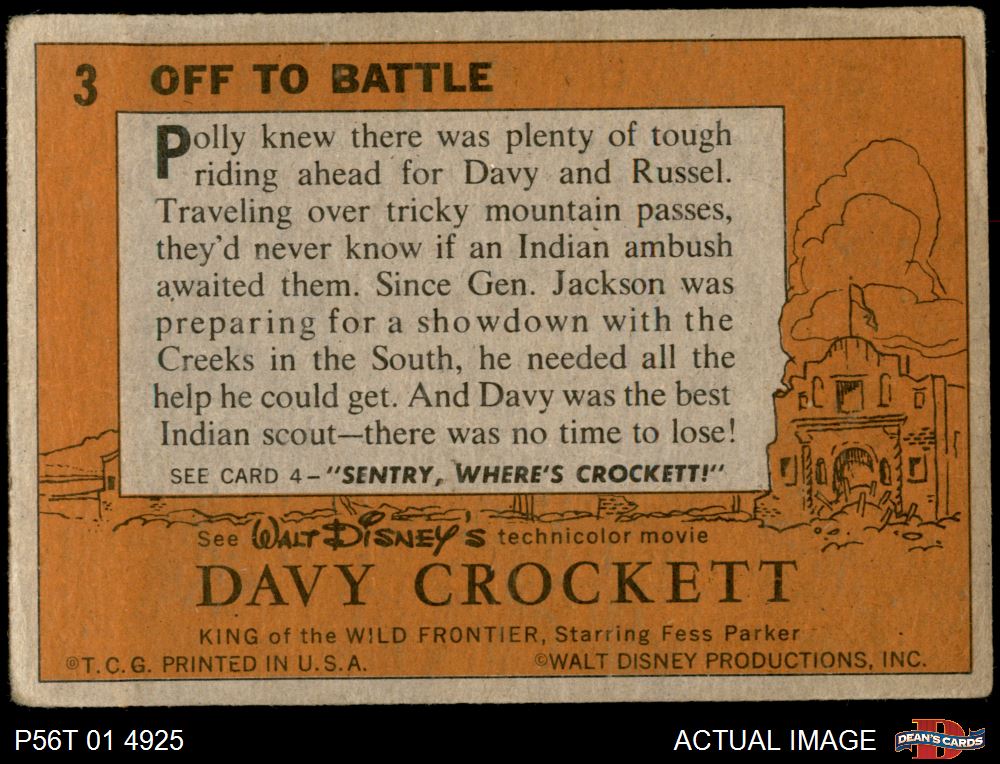 3 OFF TO BATTLE
Polly knew there was plenty of tough
riding ahead for Davy and Russel.
Traveling over tricky mountain passes,
they'd never know if an Indian ambush
awaited them. Since Gen. Jackson was
preparing for a showdown with the
Creeks in the South, he needed all the
help he could get. And Davy was the best
Indian scout—there was no time to lose!
SEE CARD 4–"SENTRY, WHERE'S CROCKETT!"
See WALT DISNEY'S technicolor movie
DAVY CROCKETT
KING of the WILD FRONTIER, Starring Fess Parker
©T.C.G. PRINTED IN U.S.A. ©WALT DISNEY PRODUCTIONS, INC.
P56T 01 4925 ACTUAL IMAGE DEAN'S CARDS